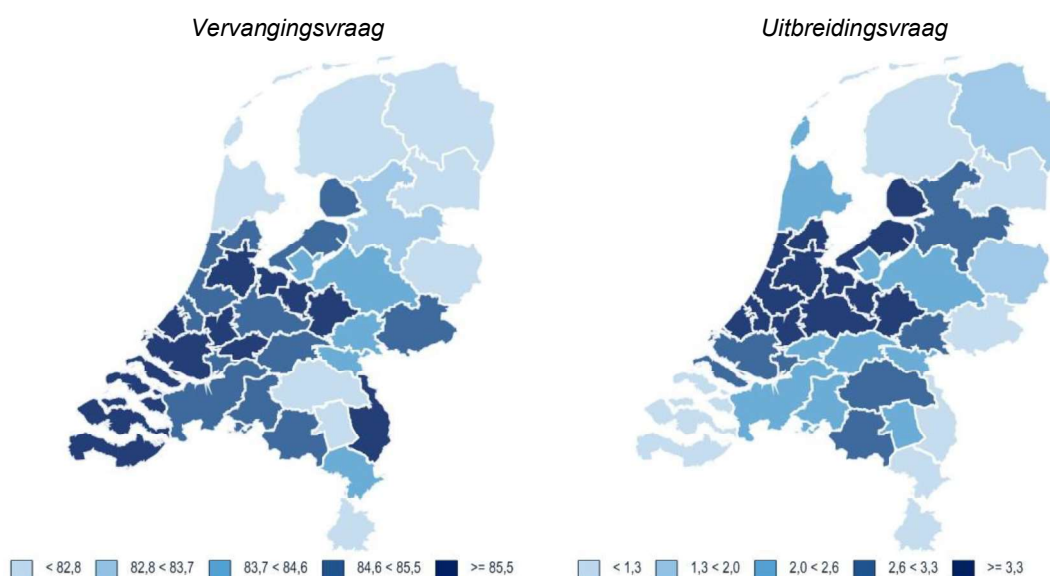 Vervangingsvraag
Uitbreidingsvraag
< 82,8 82,8 < 83,7 83,7 < 84,6 84,6 < 85,5 >= 85,5
< 1,3 1,3 < 2,0 2,0 < 2,6 2,6 < 3,3 >= 3,3